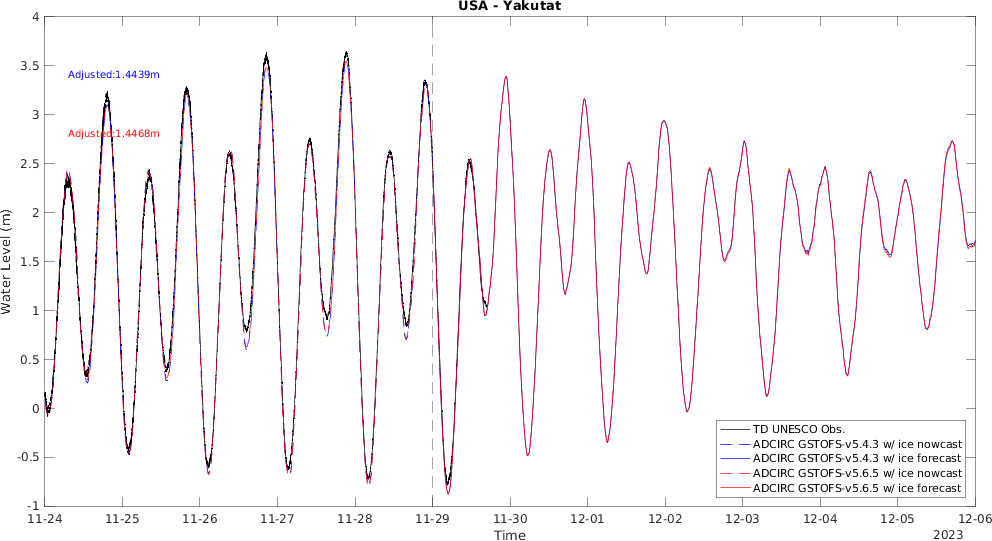 USA - Yakutat
4
3.5
3
2.5
2
1.5
1
0.5
0
-0.5
-1
Water Level (m)
Adjusted:1.4439m
Adjusted:1.4468m
TD UNESCO Obs.
ADCIRC GSTOFS-v5.4.3 w/ ice nowcast
ADCIRC GSTOFS-v5.4.3 w/ ice forecast
ADCIRC GSTOFS-v5.6.5 w/ ice nowcast
ADCIRC GSTOFS-v5.6.5 w/ ice forecast
11-24 11-25 11-26 11-27 11-28 11-29 11-30 12-01 12-02 12-03 12-04 12-05 12-06
Time
2023